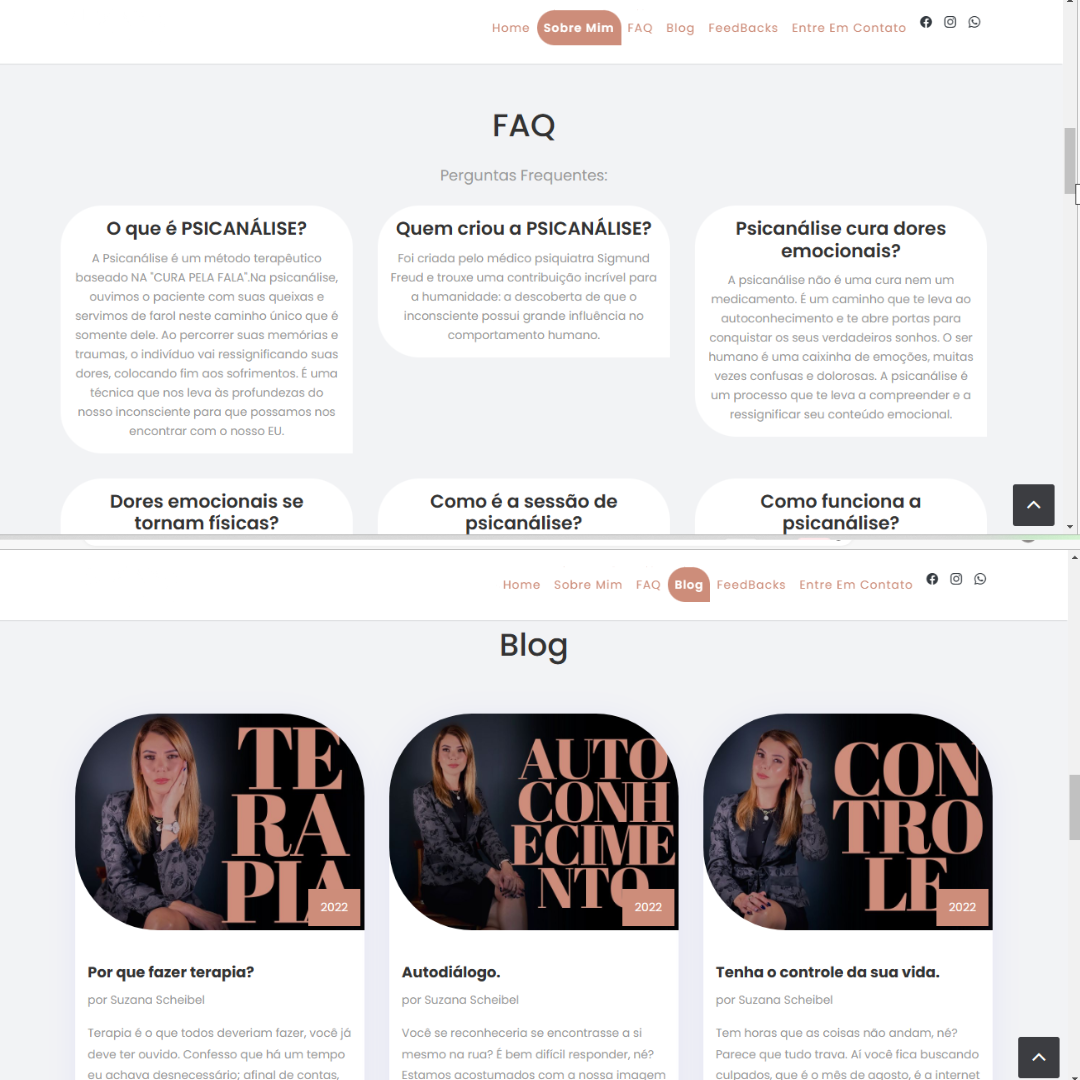 Home Sobre Mim FAQ Blog FeedBacks Entre Em Contato
FAQ
Perguntas Frequentes:
O que é PSICANÁLISE?
A Psicanálise é um método terapêutico
baseado NA "CURA PELA FALA".Na psicanálise,
ouvimos o paciente com suas queixas e
servimos de farol neste caminho único que é
somente dele. Ao percorrer suas memórias e
traumas, o indivíduo vai ressignificando suas
dores, colocando fim aos sofrimentos. É uma
técnica que nos leva às profundezas do
nosso inconsciente para que possamos nos
encontrar com o nosso EU.
Quem criou a PSICANÁLISE?
Foi criada pelo médico psiquiatra Sigmund
Freud e trouxe uma contribuição incrível para
a humanidade: a descoberta de que o
inconsciente possui grande influência no
comportamento humano.
Psicanálise cura dores
emocionais?
A psicanálise não é uma cura nem um
medicamento. É um caminho que te leva ao
autoconhecimento e te abre portas para
conquistar os seus verdadeiros sonhos. O ser
humano é uma caixinha de emoções, muitas
vezes confusas e dolorosas. A psicanálise é
um processo que te leva a compreender e a
ressignificar seu conteúdo emocional.
Dores emocionais se
tornam físicas?
Como é a sessão de
psicanálise?
Como funciona a
psicanálise?
Home Sobre Mim FAQ Blog FeedBacks Entre Em Contato
Blog
TE
RA
PIA
2022
Por que fazer terapia?
por Suzana Scheibel
Terapia é o que todos deveriam fazer, você já
deve ter ouvido. Confesso que há um tempo
eu achava desnecessário; afinal de contas,
AUTO
CONH
ECIME
NTO
2022
Autodiálogo.
por Suzana Scheibel
Você se reconheceria se encontrasse a si
mesmo na rua? É bem difícil responder, né?
Estamos acostumados com a nossa imagem
CON
TRO
LE
2022
Tenha o controle da sua vida.
por Suzana Scheibel
Tem horas que as coisas não andam, né?
Parece que tudo trava. Aí você fica buscando
culpados, que é o mês de agosto, é a internet